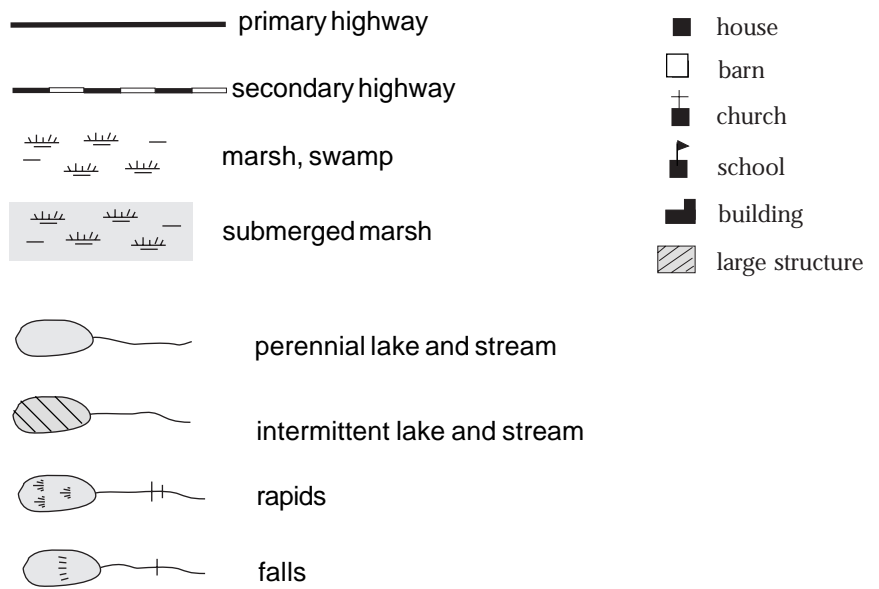 primary highway
secondary highway
marsh, swamp
submerged marsh
perennial lake and stream
intermittent lake and stream
rapids
falls
house
barn
church
school
building
large structure